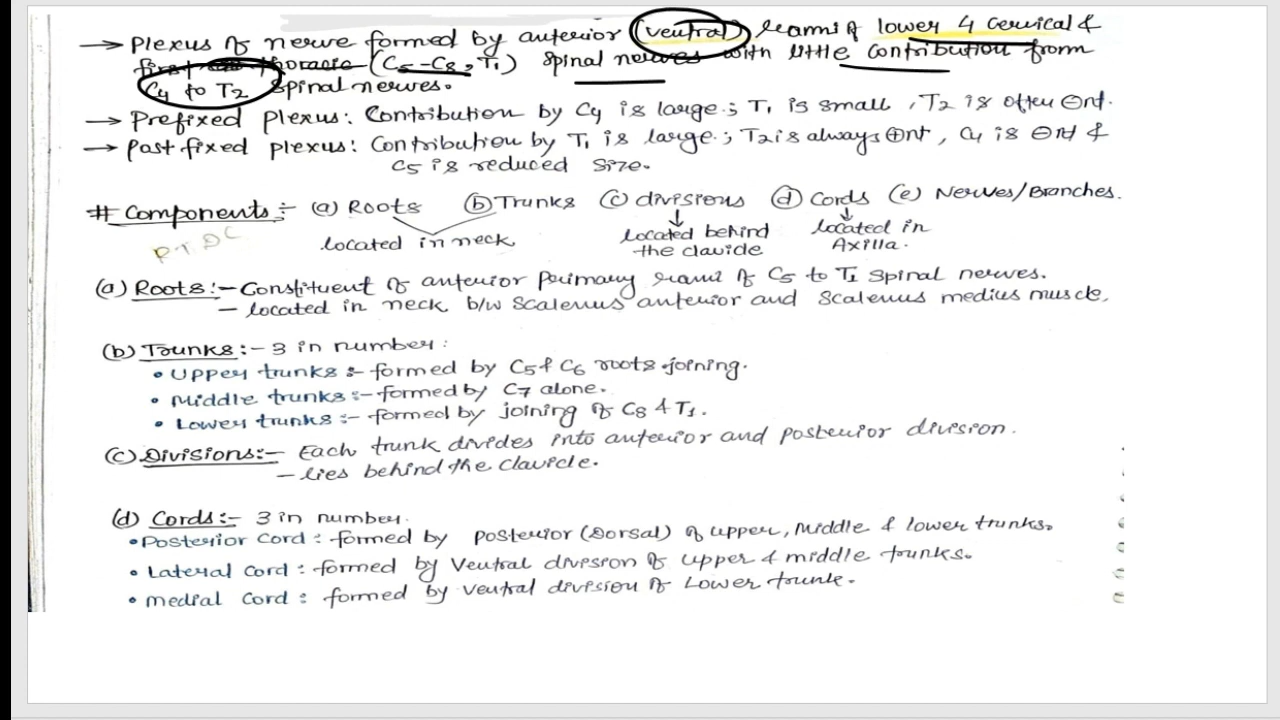 → Plexus of nerve formed by anterior (ventral) rami of lower 4 cervical &
first thoracic (C5-C8, T1) spinal nerves with little contribution from
C4 to T2 spinal nerves.
→ Prefixed plexus: Contribution by C4 is large; T1 is small, T2 is often ⊖nt.
→ Post fixed plexus: Contribution by T1 is large; T2 is always ⊕nt, C4 is ⊖nt &
C5 is reduced size.
# Components :- (a) Roots (b) Trunks (c) divisions (d) Cords (e) Nerves/Branches.
R T D C
located in neck
↓
located behind
the clavicle
↓
located in
Axilla.
(a) Roots :- Constituent of anterior primary rami of C5 to T1 spinal nerves.
- located in neck b/w scalenus anterior and scalenus medius muscle.
(b) Trunks :- 3 in number:
• Upper trunks :- formed by C5 & C6 roots joining.
• Middle trunks :- formed by C7 alone.
• Lower trunks :- formed by joining of C8 & T1.
(c) Divisions :- Each trunk divides into anterior and posterior division.
- lies behind the clavicle.
(d) Cords :- 3 in number.
• Posterior Cord : formed by posterior (Dorsal) of upper, middle & lower trunks.
• Lateral Cord : formed by Ventral division of upper & middle trunks.
• Medial Cord : formed by ventral division of Lower trunk.